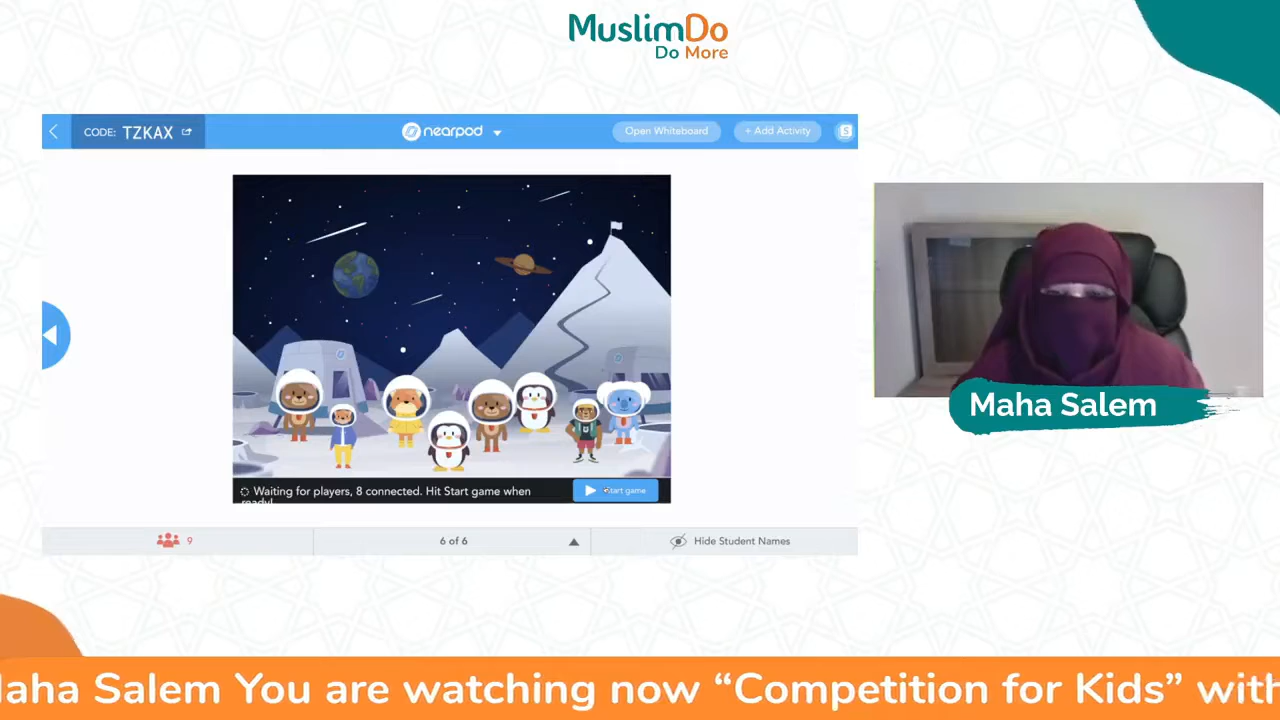 MuslimDo
Do More
CODE: TZKAX
nearpod
Open Whiteboard
+ Add Activity
S
Waiting for players, 8 connected. Hit Start game when
ready!
Start game
9
6 of 6
Hide Student Names
Maha Salem
Maha Salem You are watching now “Competition for Kids” with